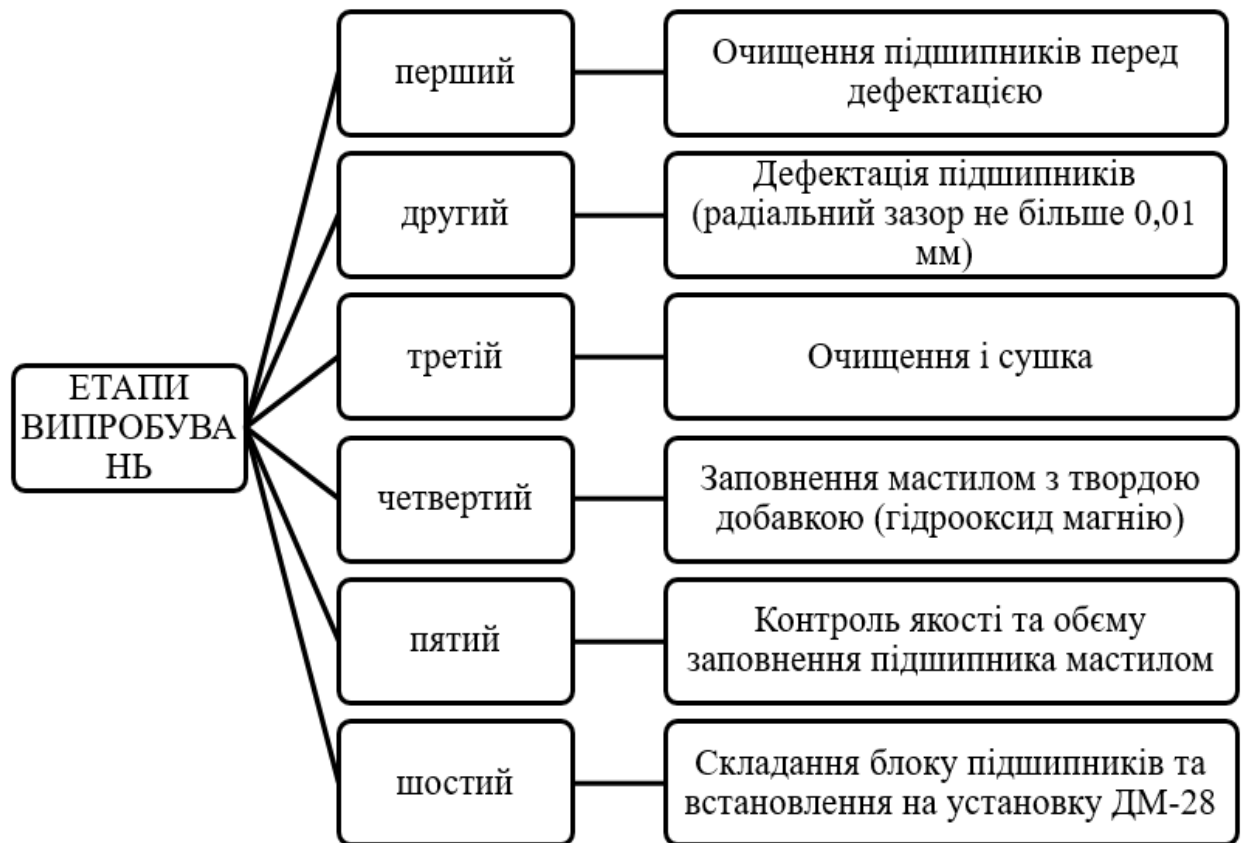 ЕТАПИ
ВИПРОБУВА
НЬ
перший
Очищення підшипників перед
дефектацією
другий
Дефектація підшипників
(радіальний зазор не більше 0,01
мм)
третій
Очищення і сушка
четвертий
Заповнення мастилом з твордою
добавкою (гідрооксид магнію)
пятий
Контроль якості та обєму
заповнення підшипника мастилом
шостий
Складання блоку підшипників та
встановлення на установку ДМ-28